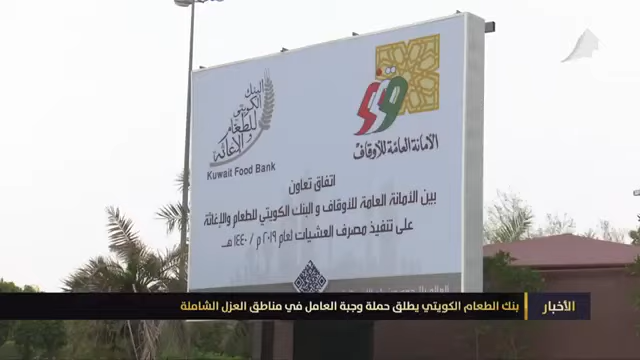 البنك
الكويتي
للطعام
والإغاثة
Kuwait Food Bank
الأمانة العامة للأوقاف
اتفاق تعاون
بين الأمانة العامة للأوقاف و البنك الكويتي للطعام والإغاثة
على تنفيذ مصرف العشيات لعام ٢٠١٩ م / ١٤٤٠ هـ
الأخبار
بنك الطعام الكويتي يطلق حملة وجبة العامل في مناطق العزل الشاملة